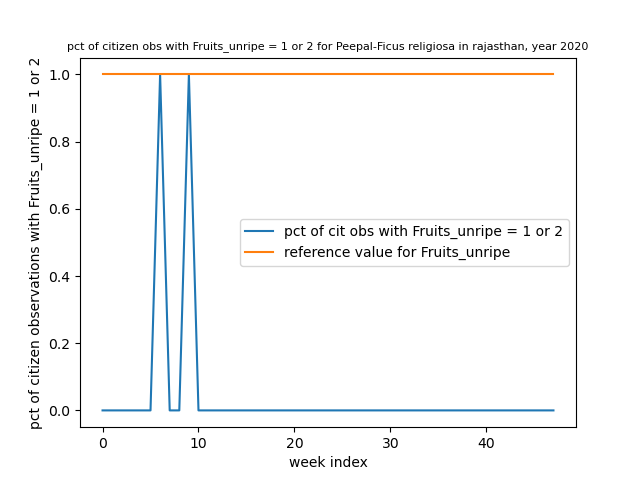 pct of citizen obs with Fruits_unripe = 1 or 2 for Peepal-Ficus religiosa in rajasthan, year 2020
pct of citizen observations with Fruits_unripe = 1 or 2
1.0
0.8
0.6
0.4
0.2
0.0
pct of cit obs with Fruits_unripe = 1 or 2
reference value for Fruits_unripe
0 10 20 30 40
week index